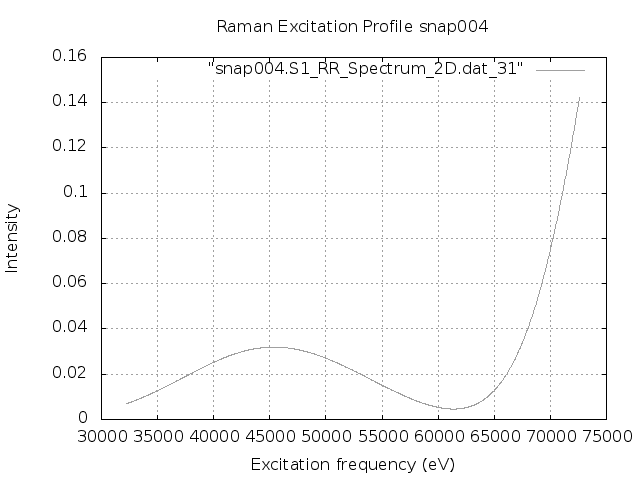 Raman Excitation Profile snap004
"snap004.S1_RR_Spectrum_2D.dat_31"
0.16
0.14
0.12
0.1
0.08
0.06
0.04
0.02
0
Intensity
30000 35000 40000 45000 50000 55000 60000 65000 70000 75000
Excitation frequency (eV)